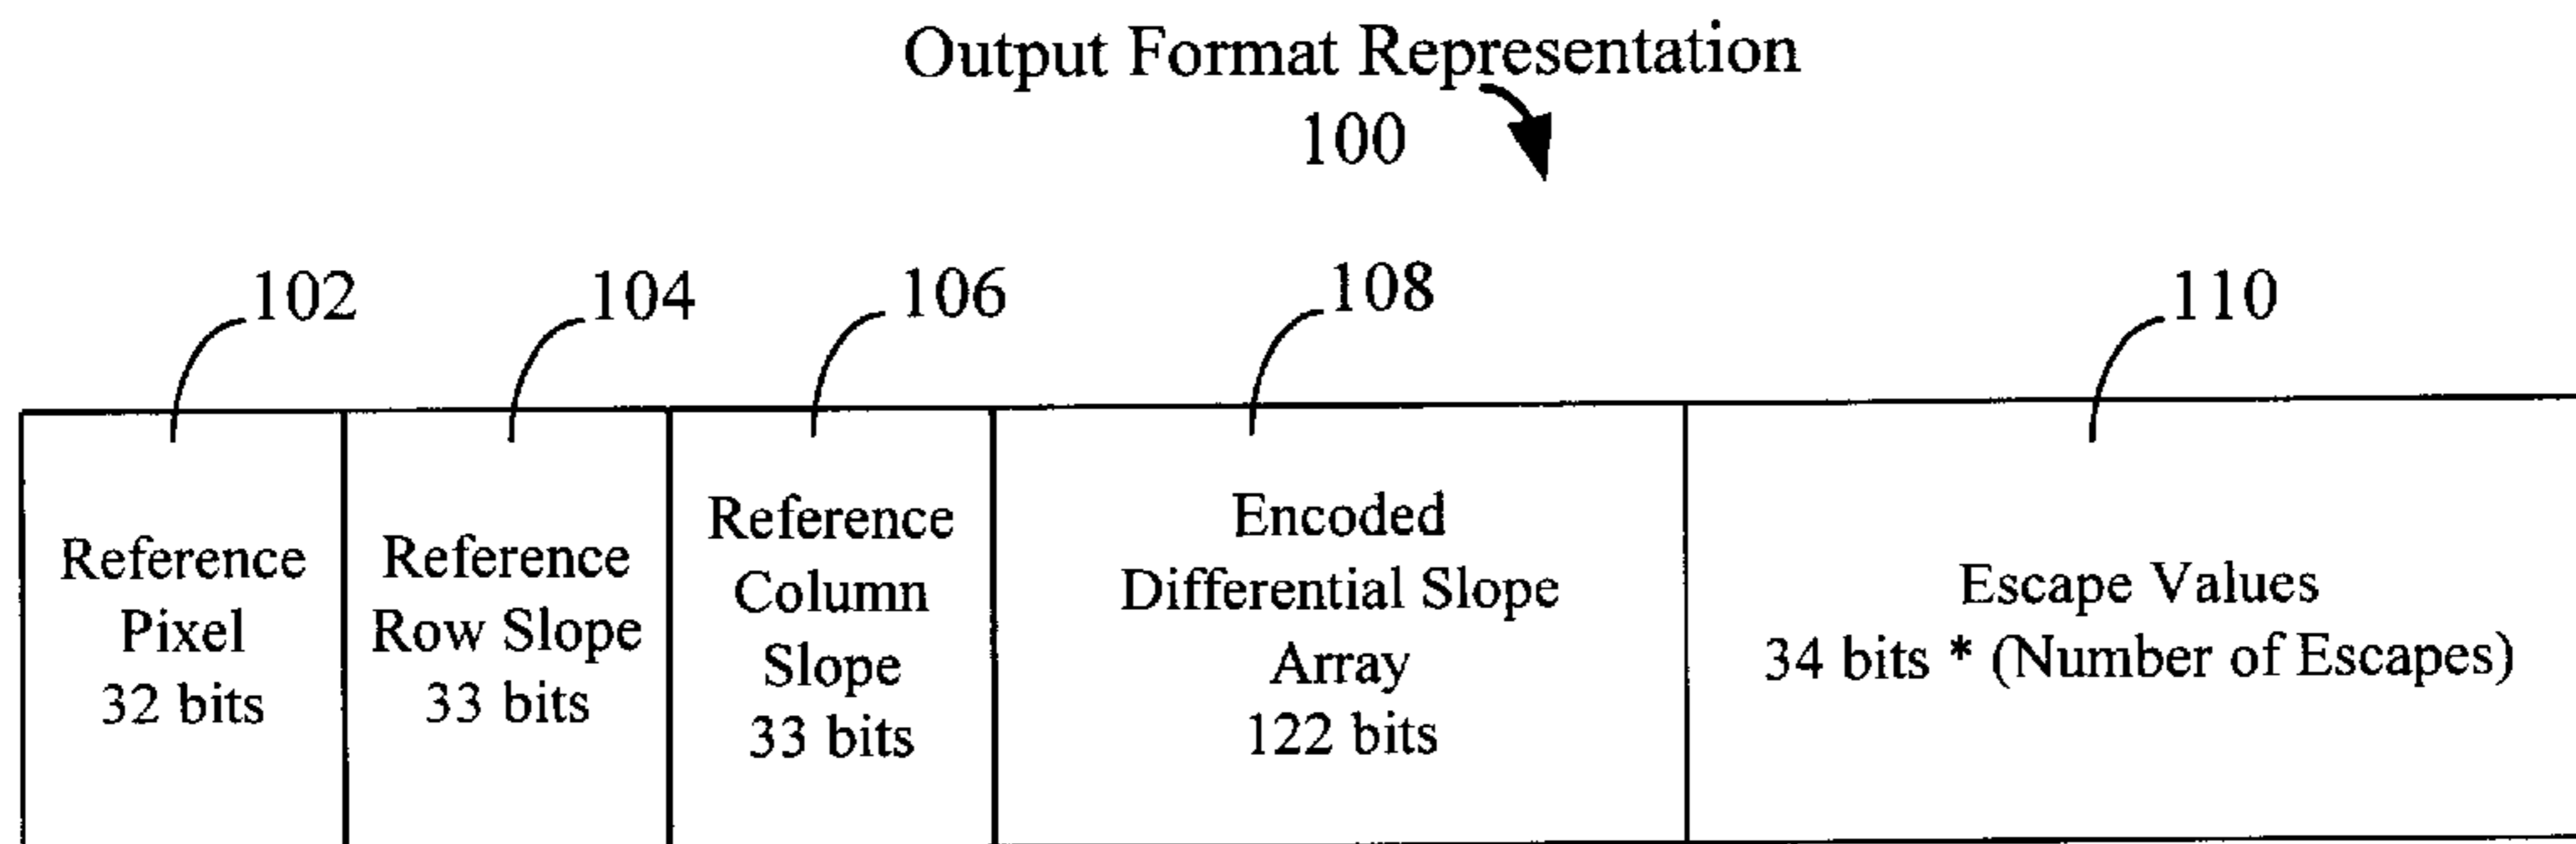 Output Format Representation
100
102
104
106
108
110
Reference
Pixel
32 bits
Reference
Row Slope
33 bits
Reference
Column
Slope
33 bits
Encoded
Differential Slope
Array
122 bits
Escape Values
34 bits * (Number of Escapes)